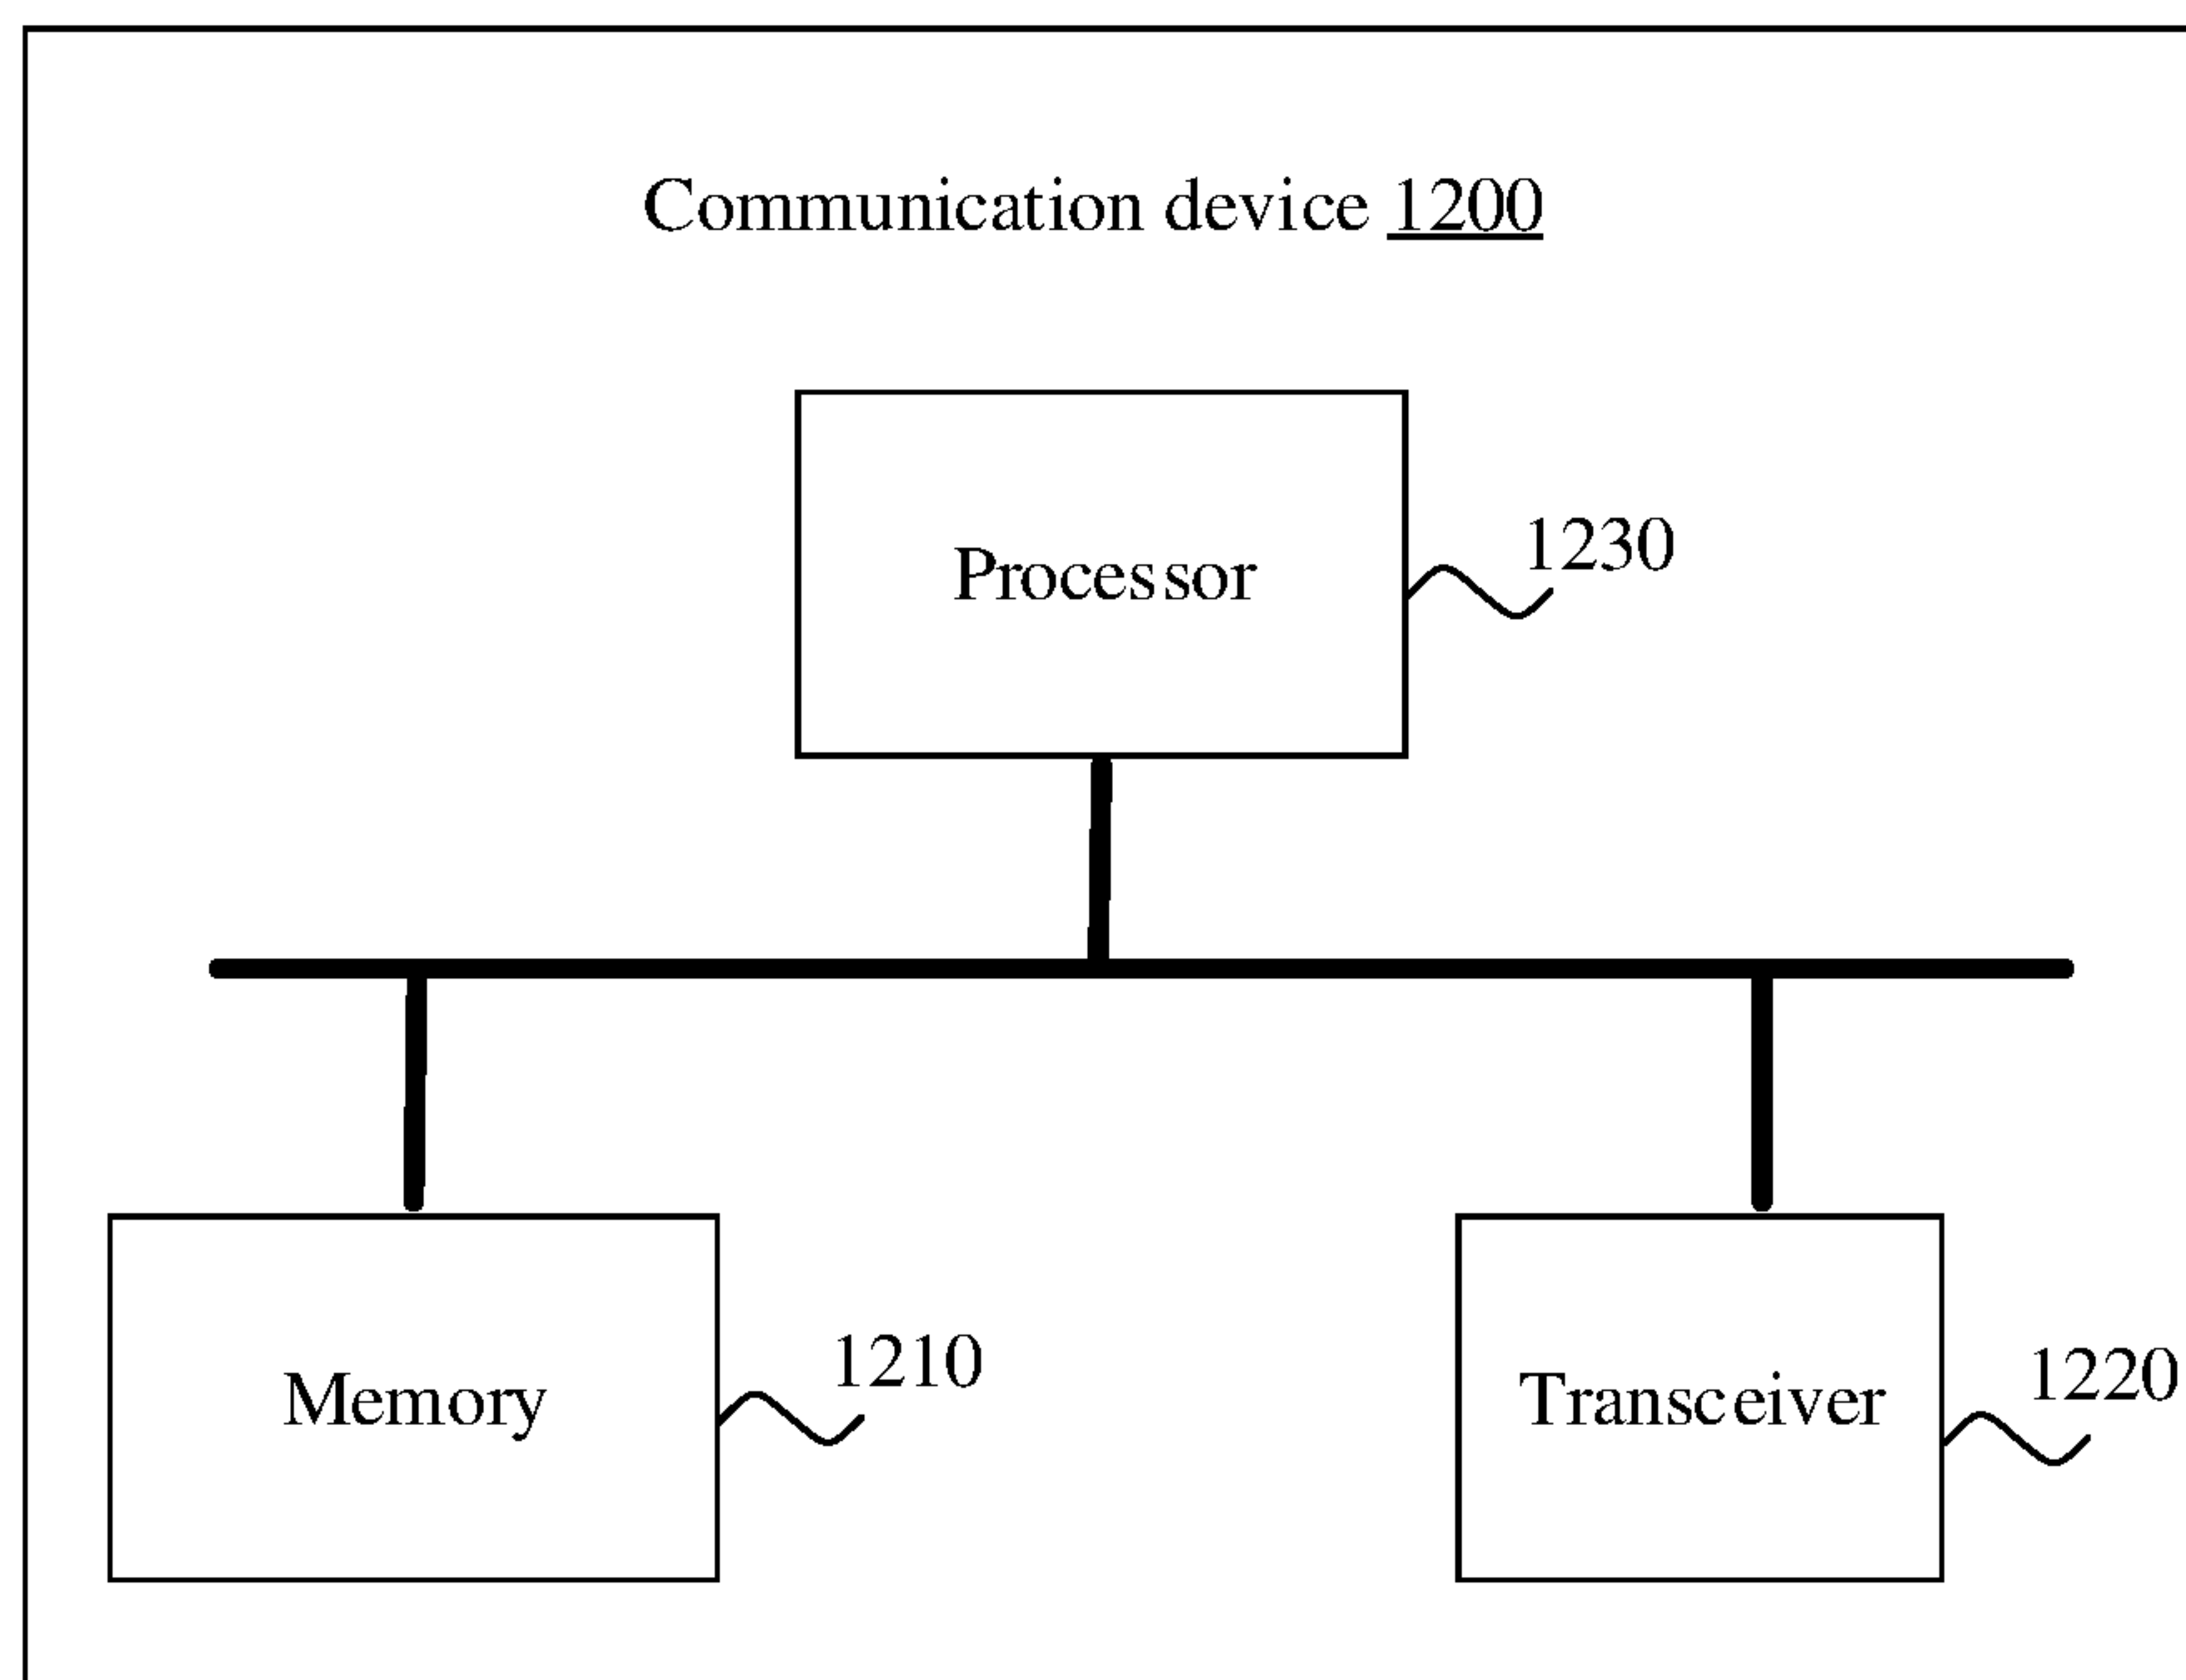 Communication device 1200
1230
Processor
1210
Memory
1220
Transceiver